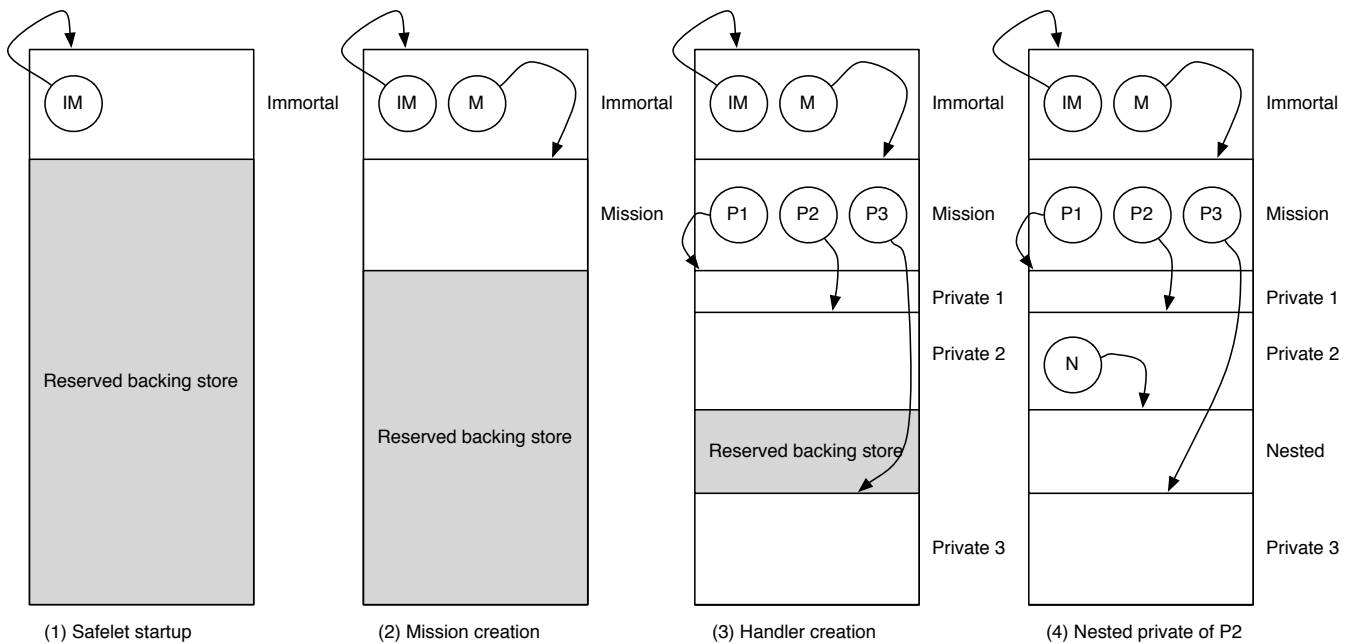 IM
Immortal
Reserved backing store
(1) Safelet startup
IM M
Immortal
Mission
Reserved backing store
(2) Mission creation
IM M
Immortal
P1 P2 P3
Mission
Private 1
Private 2
Reserved backing store
Private 3
(3) Handler creation
IM M
Immortal
P1 P2 P3
Mission
Private 1
Private 2
N
Nested
Private 3
(4) Nested private of P2